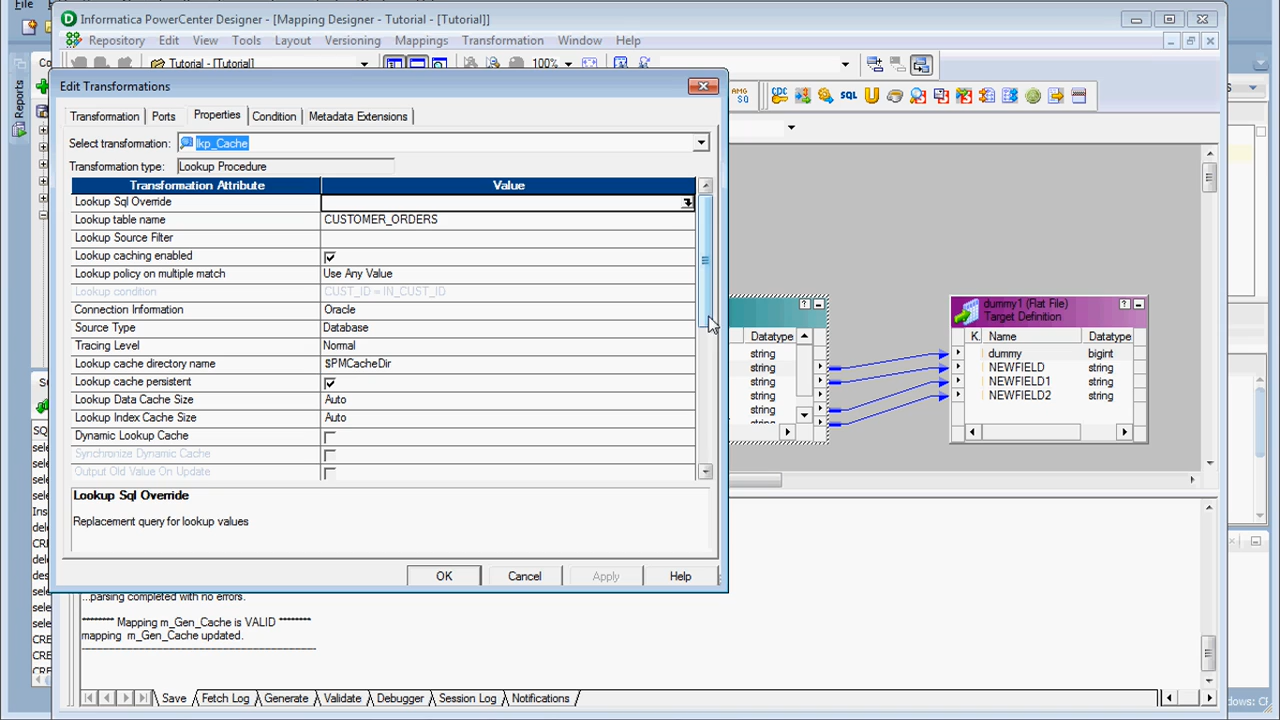 File
Informatica PowerCenter Designer - [Mapping Designer - Tutorial - [Tutorial]]
Repository Edit View Tools Layout Versioning Mappings Transformation Window Help
Tutorial - [Tutorial] 100%
Edit Transformations
Reports
Transformation Ports Properties Condition Metadata Extensions
SQL
Select transformation: lkp_Cache
Transformation type: Lookup Procedure
Transformation Attribute Value
Lookup Sql Override
Lookup table name CUSTOMER_ORDERS
Lookup Source Filter
Lookup caching enabled
Lookup policy on multiple match Use Any Value
Lookup condition CUST_ID = IN_CUST_ID
Connection Information Oracle
Source Type Database
Tracing Level Normal
Lookup cache directory name $PMCacheDir
Lookup cache persistent
Lookup Data Cache Size Auto
Lookup Index Cache Size Auto
Dynamic Lookup Cache
Synchronize Dynamic Cache
Output Old Value On Update
Lookup Sql Override
Replacement query for lookup values
OK Cancel Apply Help
Datatype
string
string
string
string
string
dummy1 (Flat File)
Target Definition
K. Name Datatype
dummy bigint
NEWFIELD string
NEWFIELD1 string
NEWFIELD2 string
...parsing completed with no errors.
******** Mapping m_Gen_Cache is VALID ********
mapping m_Gen_Cache updated.
Save Fetch Log Generate Validate Debugger Session Log Notifications